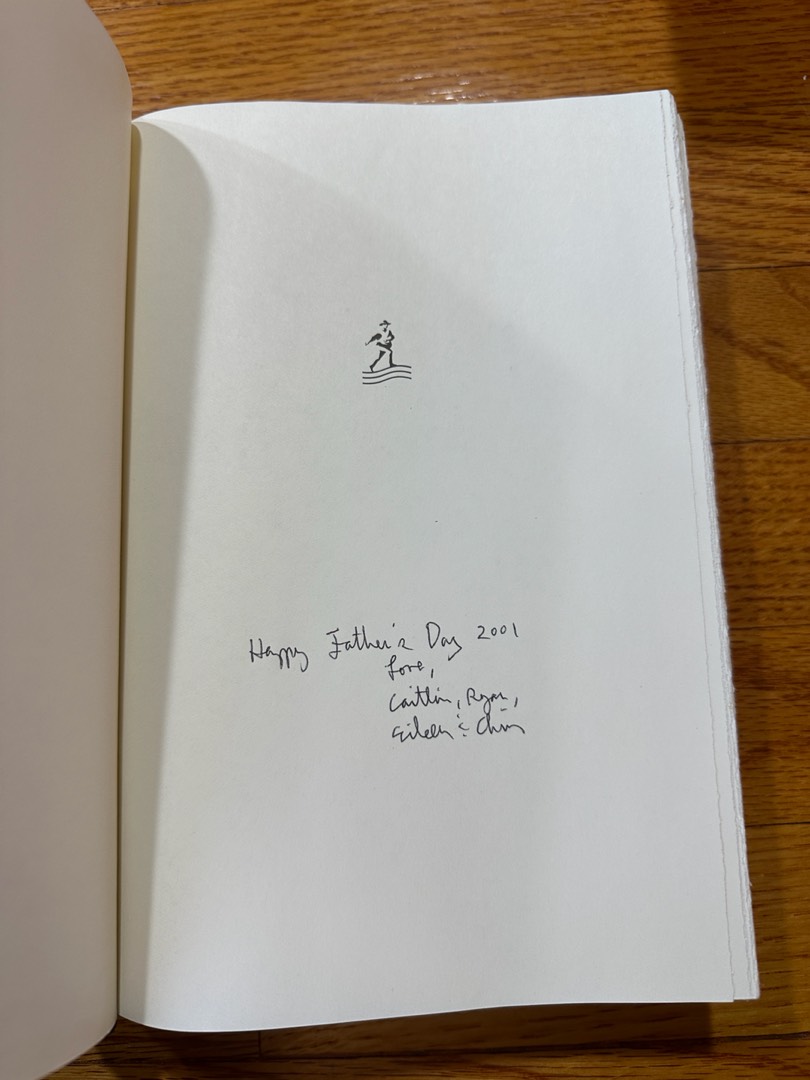 Happy Father's Day 2001
Love,
Caitlin, Ryan,
Eileen & Chris